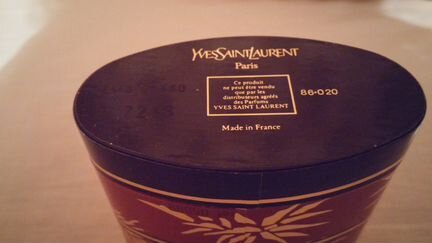 YVESSAINTLAURENT
Paris
Ce produit
ne peut être vendu
que par les
distributeurs agréés
des Parfums
YVES SAINT LAURENT
86-020
Made in France